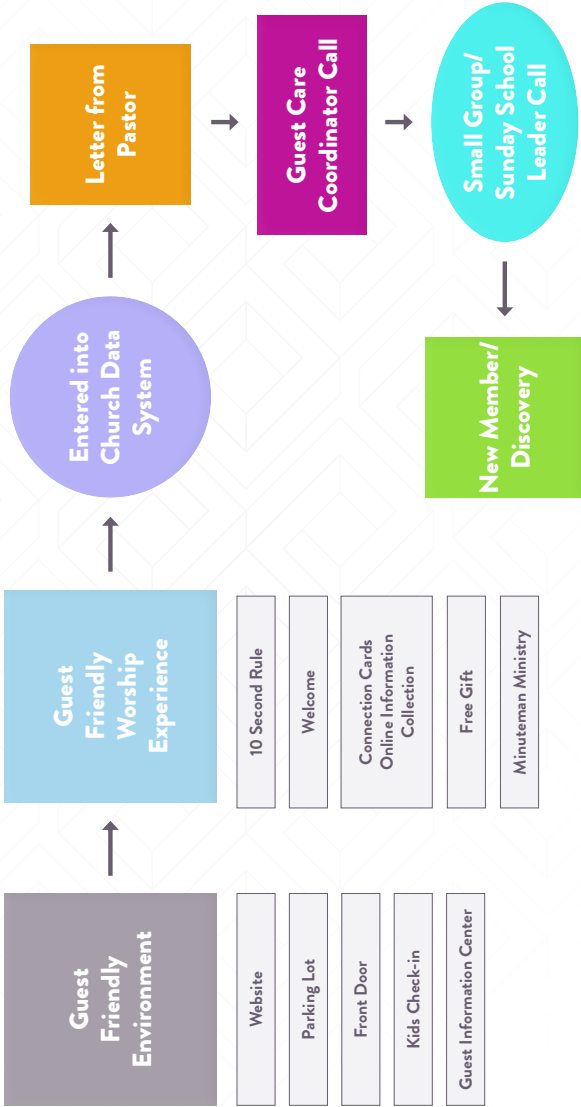 Guest
Friendly
Environment
Website
Parking Lot
Front Door
Kids Check-in
Guest Information Center
Guest
Friendly
Worship
Experience
10 Second Rule
Welcome
Connection Cards
Online Information
Collection
Free Gift
Minuteman Ministry
Entered into
Church Data
System
Letter from
Pastor
Guest Care
Coordinator Call
Small Group/
Sunday School
Leader Call
New Member/
Discovery